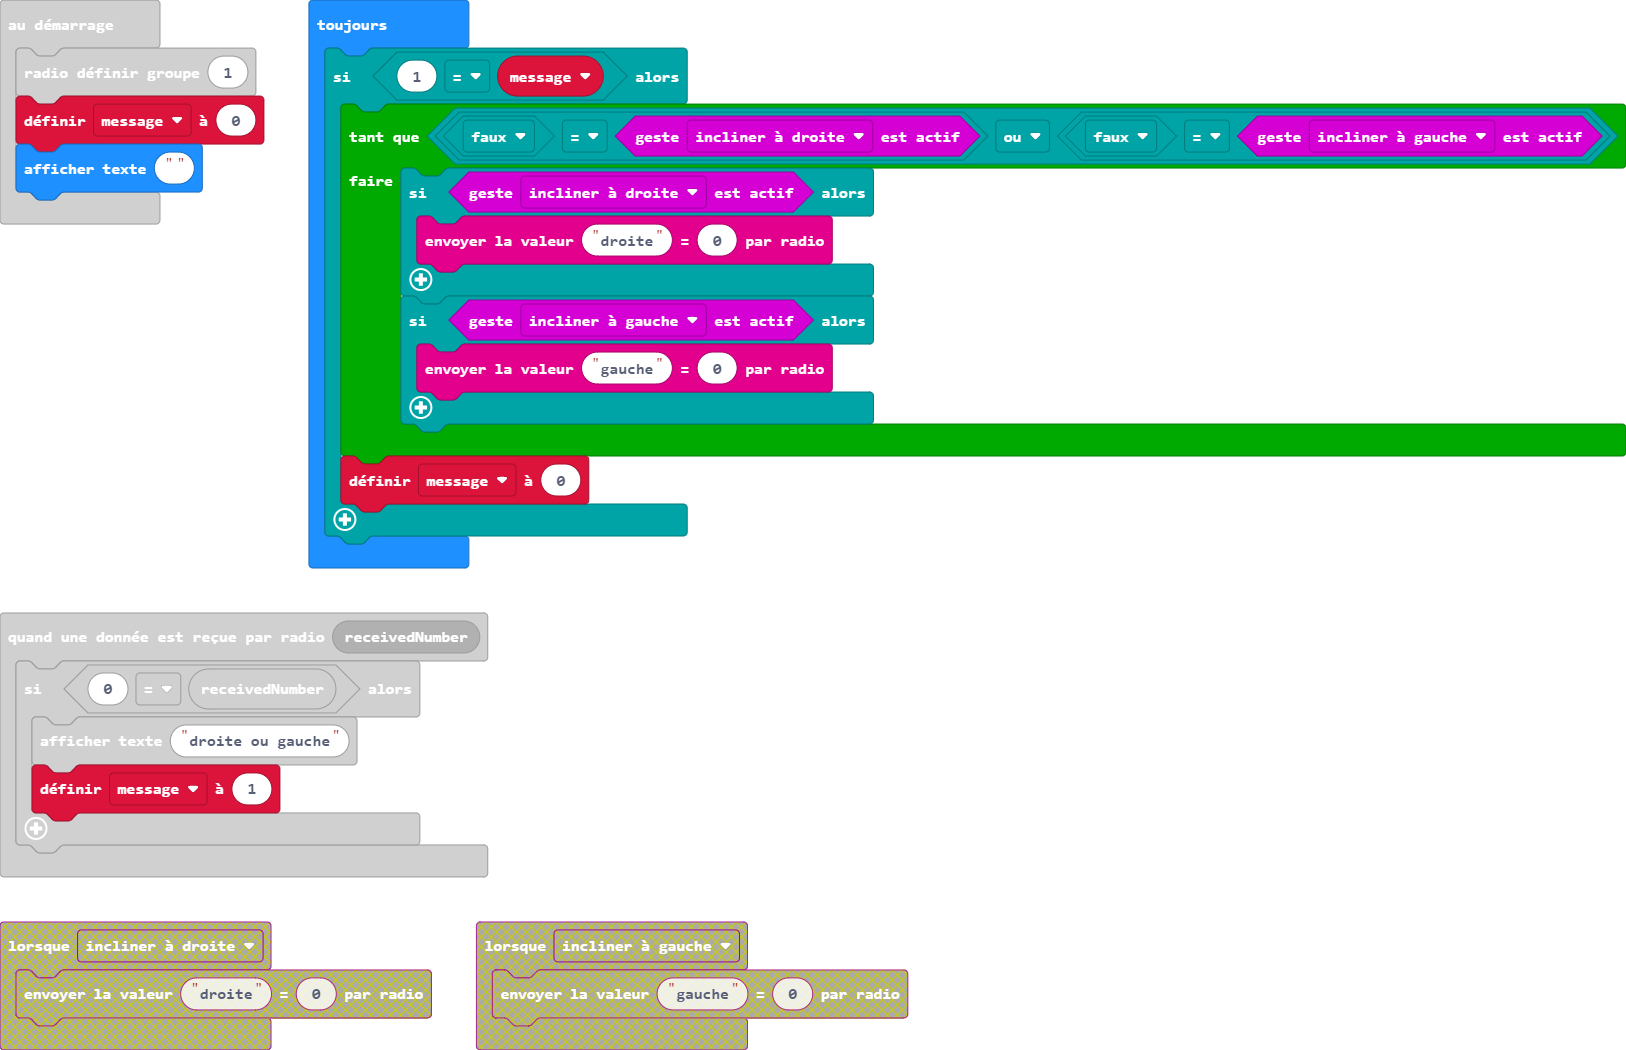 au démarrage
radio définir groupe 1
définir message à 0
afficher texte " "
toujours
si 1 = message alors
tant que faux = geste incliner à droite est actif ou faux = geste incliner à gauche est actif
faire si geste incliner à droite est actif alors
envoyer la valeur "droite" = 0 par radio
si geste incliner à gauche est actif alors
envoyer la valeur "gauche" = 0 par radio
définir message à 0
quand une donnée est reçue par radio receivedNumber
si 0 = receivedNumber alors
afficher texte "droite ou gauche"
définir message à 1
lorsque incliner à droite
envoyer la valeur "droite" = 0 par radio
lorsque incliner à gauche
envoyer la valeur "gauche" = 0 par radio